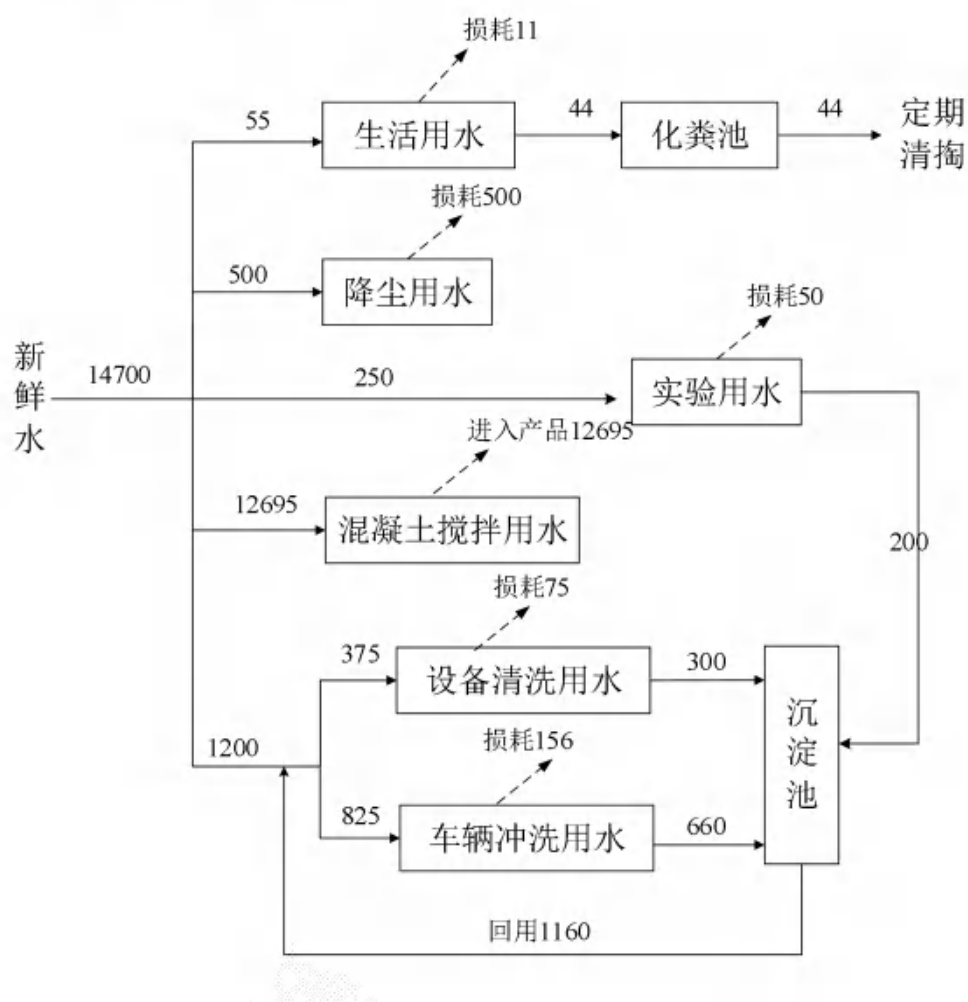 损耗11
55
生活用水
44
化粪池
44
定期
清掏
损耗500
500
降尘用水
损耗50
新
鲜
水
14700
250
实验用水
进入产品12695
12695
混凝土搅拌用水
200
损耗75
375
设备清洗用水
300
沉
淀
池
1200
损耗156
825
车辆冲洗用水
660
回用1160